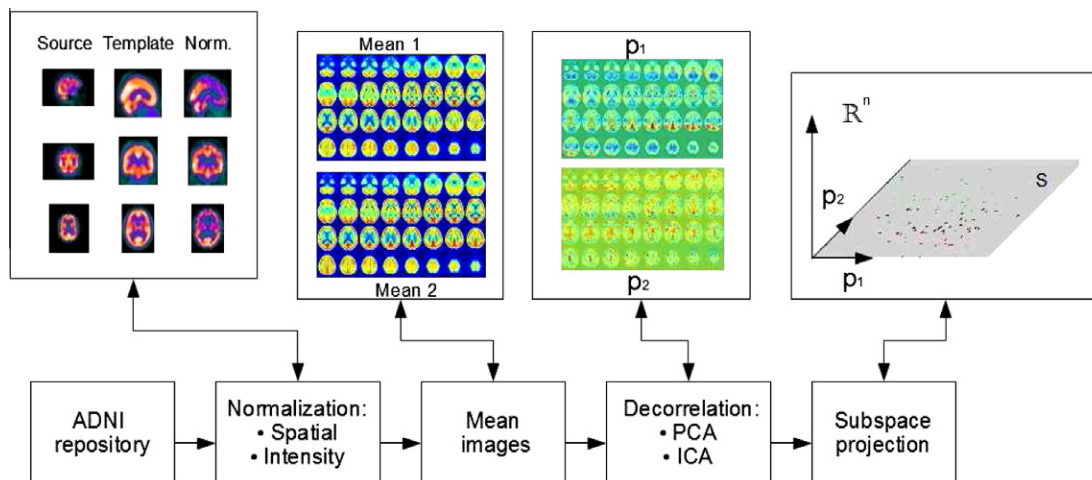 Source Template Norm.
Mean 1
Mean 2
p₁
p₂
ℝⁿ
S
p₂
p₁
ADNI
repository
Normalization:
• Spatial
• Intensity
Mean
images
Decorrelation:
• PCA
• ICA
Subspace
projection